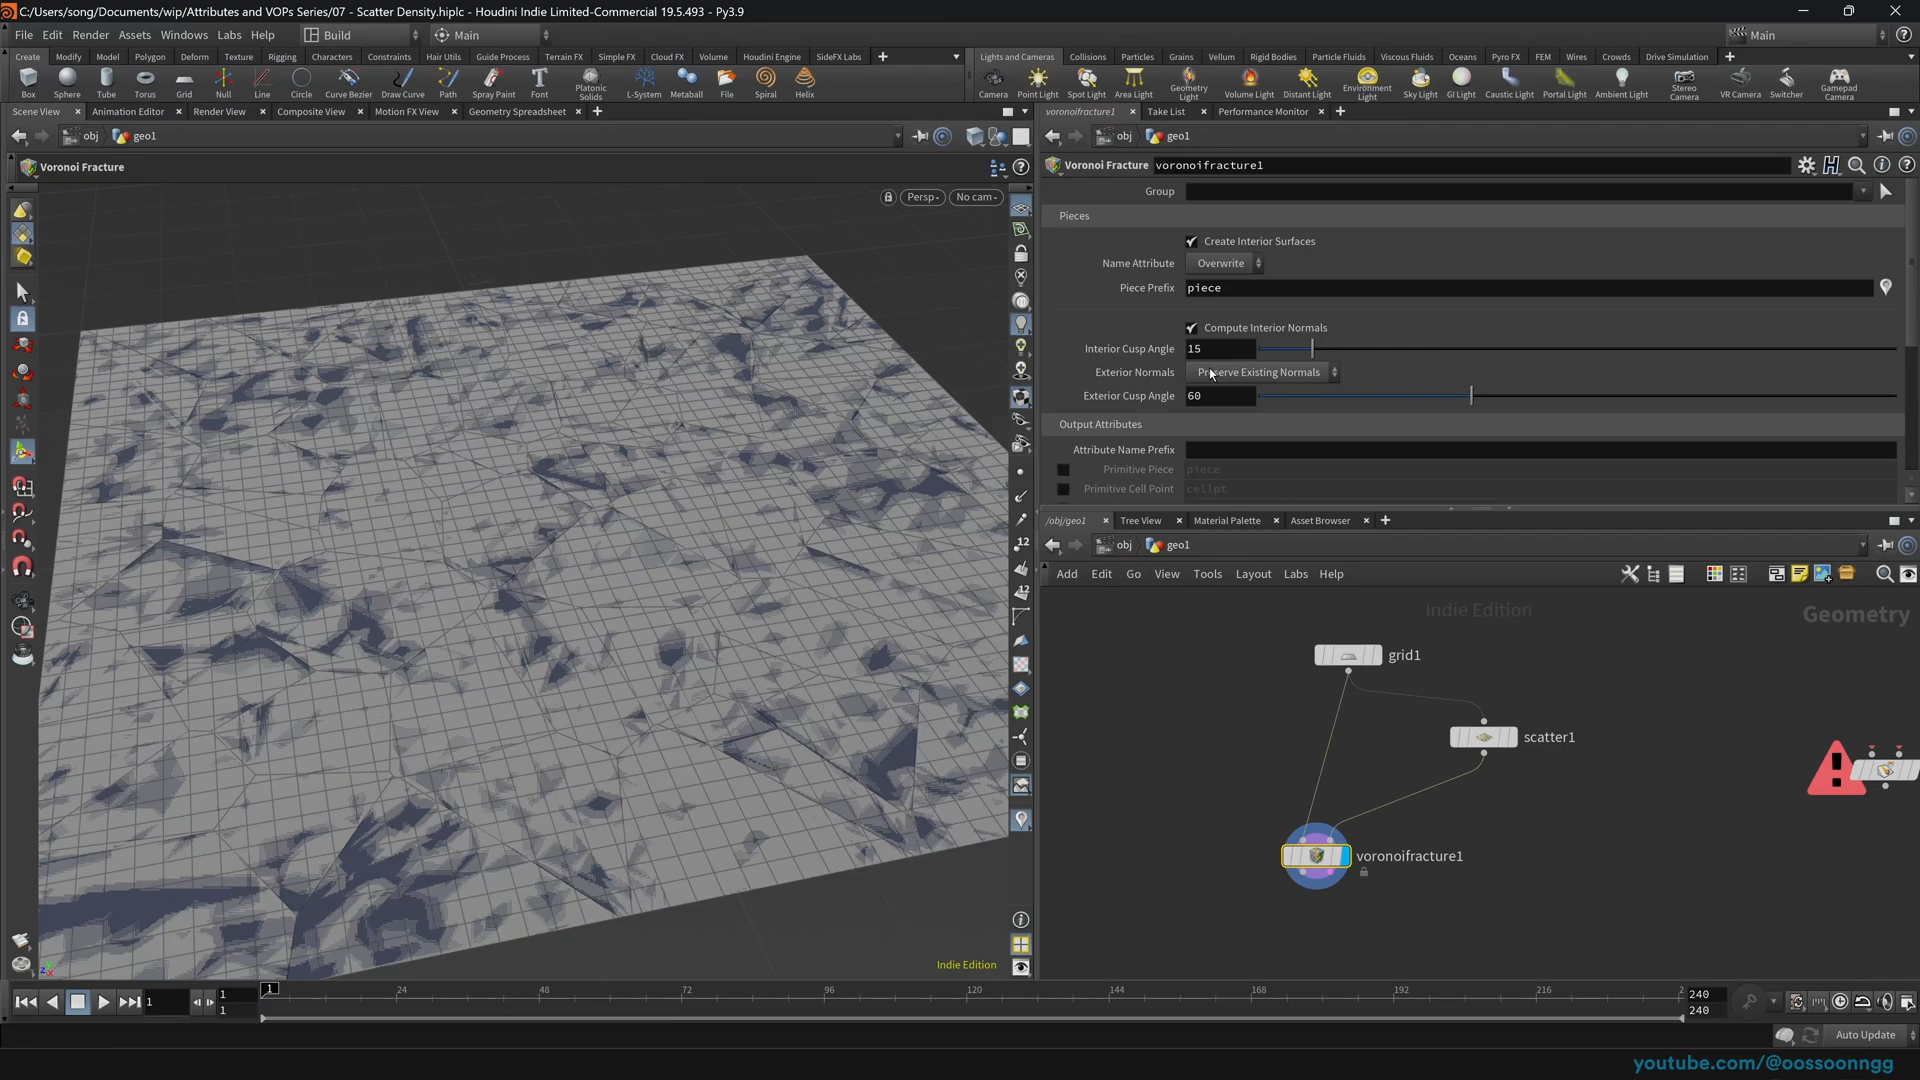 C:/Users/song/Documents/wip/Attributes and VOPs Series/07 - Scatter Density.hiplc - Houdini Indie Limited-Commercial 19.5.493 - Py3.9
File Edit Render Assets Windows Labs Help Build Main Main
Create Modify Model Polygon Deform Texture Rigging Characters Constraints Hair Utils Guide Process Terrain FX Simple FX Cloud FX Volume Houdini Engine SideFX Labs
Lights and Cameras Collisions Particles Grains Vellum Rigid Bodies Particle Fluids Viscous Fluids Oceans Pyro FX FEM Wires Crowds Drive Simulation
Box Sphere Tube Torus Grid Null Line Circle Curve Bezier Draw Curve Path Spray Paint Font Platonic Solids L-System Metaball File Spiral Helix
Camera Point Light Spot Light Area Light Geometry Light Volume Light Distant Light Environment Light Sky Light GI Light Caustic Light Portal Light Ambient Light Stereo Camera VR Camera Switcher Gamepad Camera
Scene View Animation Editor Render View Composite View Motion FX View Geometry Spreadsheet
voronoifracture1 Take List Performance Monitor
obj geo1
obj geo1
Voronoi Fracture
Voronoi Fracture voronoifracture1
Persp No cam
Group
Pieces
Create Interior Surfaces
Name Attribute Overwrite
Piece Prefix piece
Compute Interior Normals
Interior Cusp Angle 15
Exterior Normals Preserve Existing Normals
Exterior Cusp Angle 60
Output Attributes
Attribute Name Prefix
Primitive Piece piece
Primitive Cell Point cellpt
/obj/geo1 Tree View Material Palette Asset Browser
obj geo1
Add Edit Go View Tools Layout Labs Help
Indie Edition
Geometry
grid1
scatter1
voronoifracture1
12
12
Indie Edition
1 1 1 1 24 48 72 96 120 144 168 192 216 2 240 240
Auto Update
youtube.com/@oossoonngg